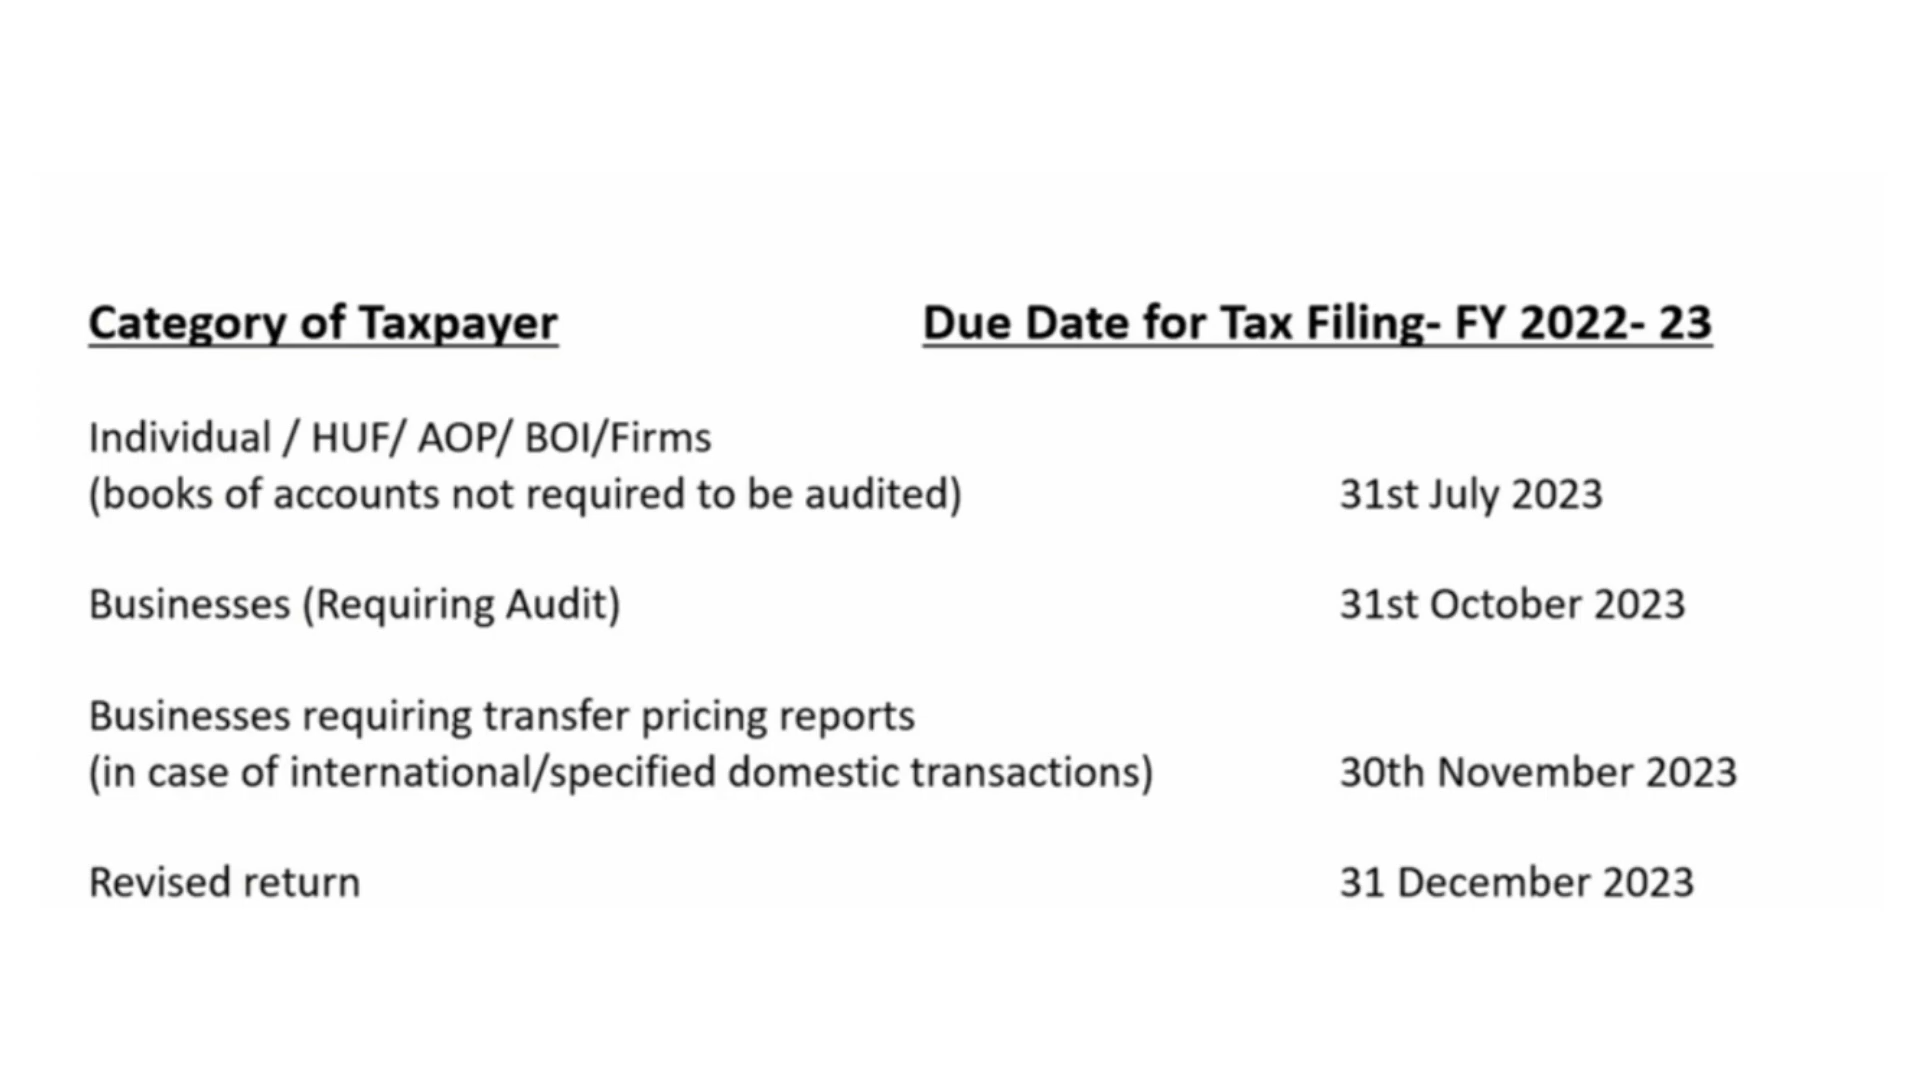 Category of Taxpayer Due Date for Tax Filing- FY 2022- 23
Individual / HUF/ AOP/ BOI/Firms
(books of accounts not required to be audited) 31st July 2023
Businesses (Requiring Audit) 31st October 2023
Businesses requiring transfer pricing reports
(in case of international/specified domestic transactions) 30th November 2023
Revised return 31 December 2023